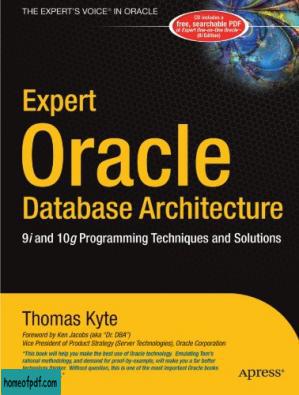 THE EXPERT'S VOICE® IN ORACLE
CD includes a
free, searchable PDF
of Expert One-on-One Oracle—
(8i Edition)
Expert
Oracle
Database Architecture
9i and 10g Programming Techniques and Solutions
Thomas Kyte
Foreword by Ken Jacobs (aka "Dr. DBA")
Vice President of Product Strategy (Server Technologies), Oracle Corporation
"This book will help you make the best use of Oracle technology. Emulating Tom's
rational methodology, and demand for proof-by-example, will make you a far better
technology thinker. Without question, this is one of the most important Oracle books
homeofpdf.com
Apress®